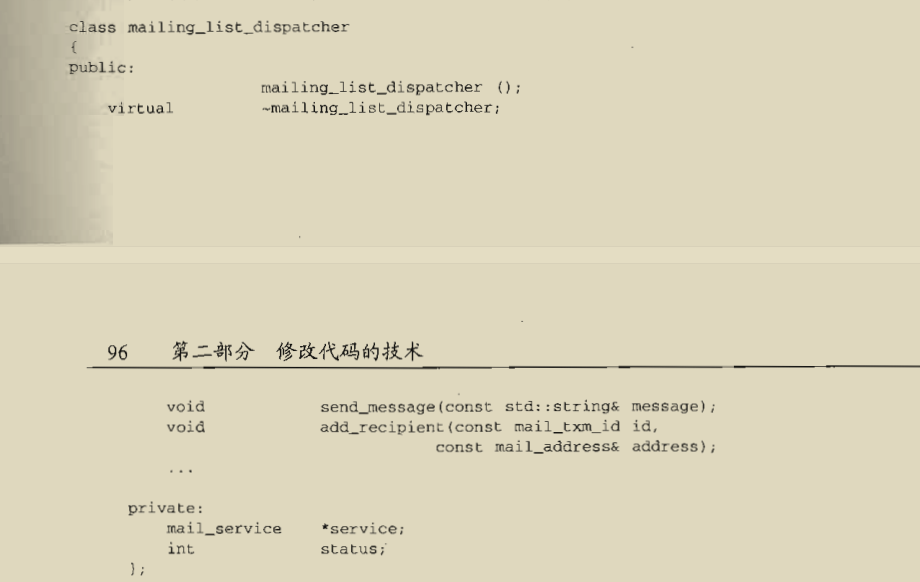 class mailing_list_dispatcher
{
public:
mailing_list_dispatcher ();
virtual ~mailing_list_dispatcher;
96 第二部分 修改代码的技术
void send_message(const std::string& message);
void add_recipient(const mail_txm_id id,
const mail_address& address);
...
private:
mail_service *service;
int status;
};